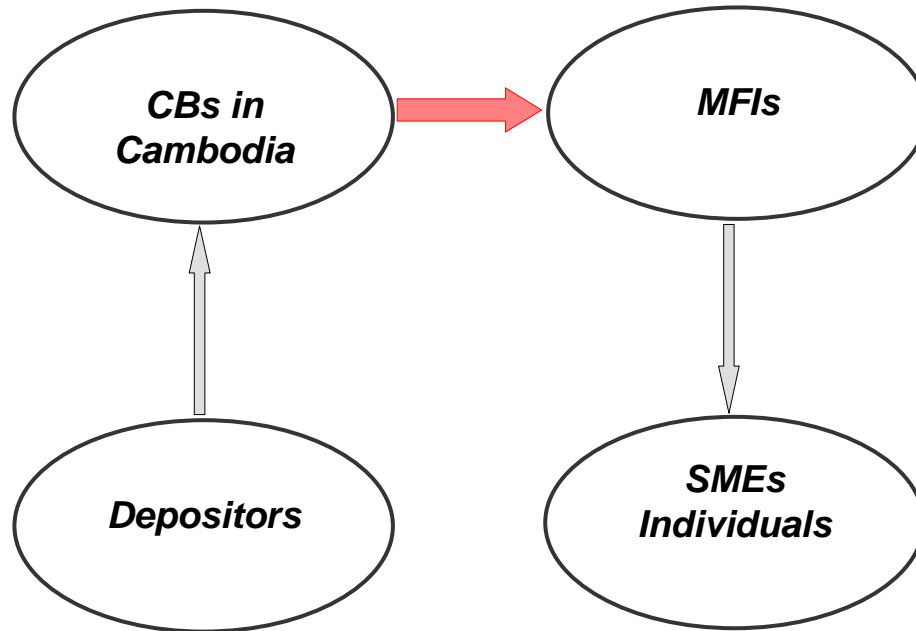 CBs in
Cambodia
MFIs
Depositors
SMEs
Individuals